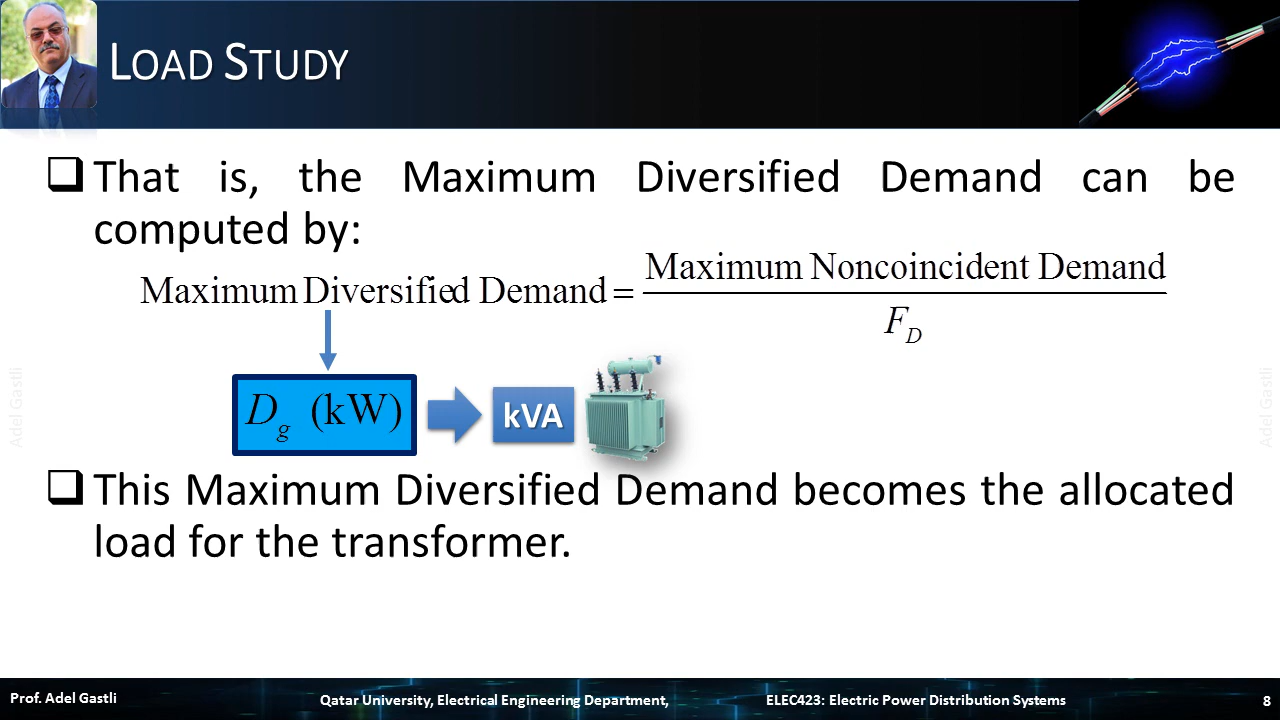 LOAD STUDY
❑ That is, the Maximum Diversified Demand can be
computed by:
Maximum Diversified Demand = Maximum Noncoincident Demand / F_D
D_g (kW)
kVA
❑ This Maximum Diversified Demand becomes the allocated
load for the transformer.
Adel Gastli
Adel Gastli
Prof. Adel Gastli
Qatar University, Electrical Engineering Department,
ELEC423: Electric Power Distribution Systems
8